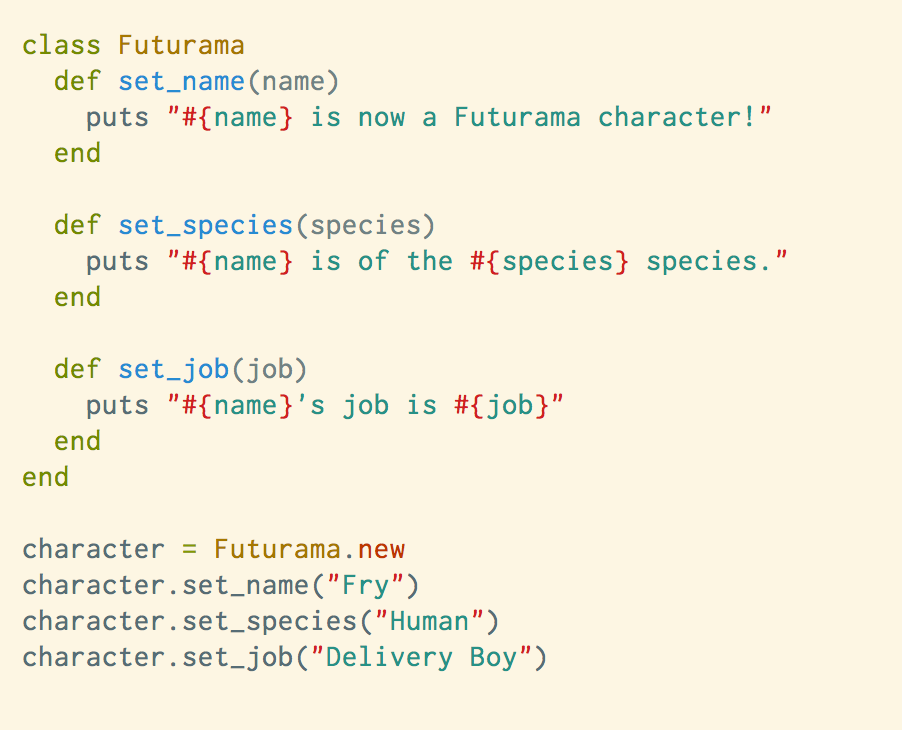 class Futurama
  def set_name(name)
    puts "#{name} is now a Futurama character!"
  end

  def set_species(species)
    puts "#{name} is of the #{species} species."
  end

  def set_job(job)
    puts "#{name}'s job is #{job}"
  end
end

character = Futurama.new
character.set_name("Fry")
character.set_species("Human")
character.set_job("Delivery Boy")